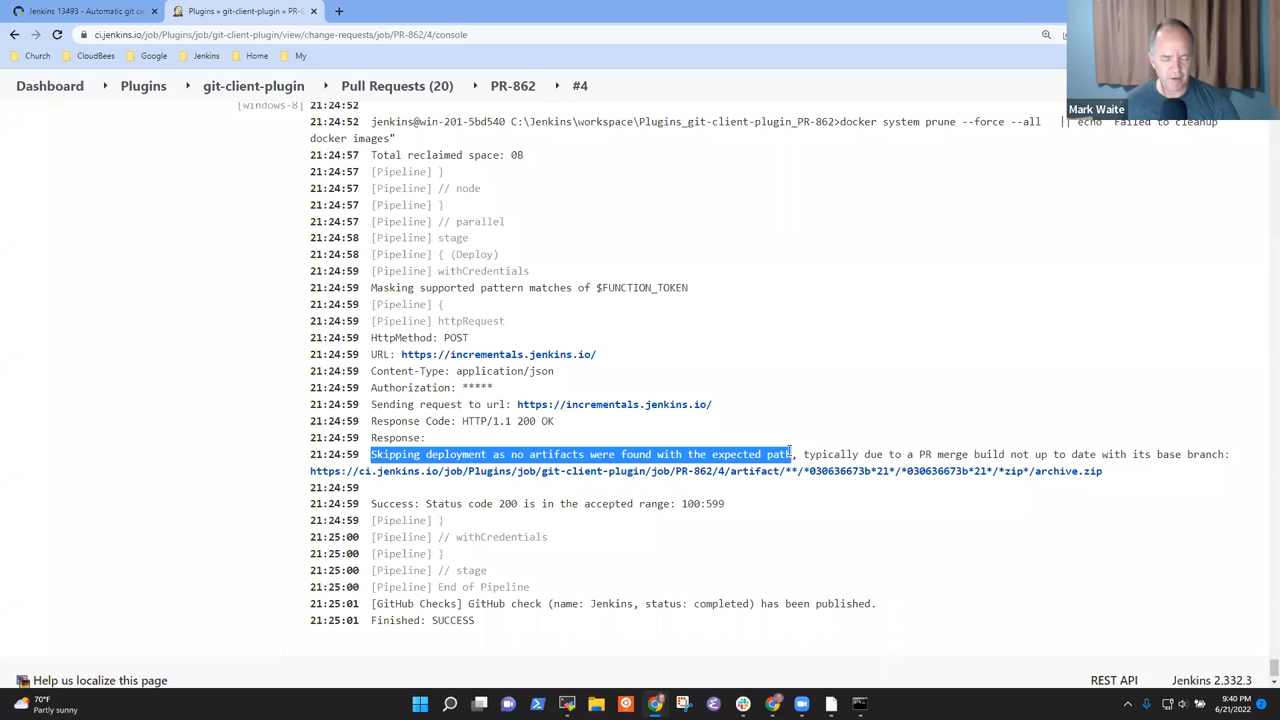 Jenkins 13493 - Automatic git c
Plugins » git-client-plugin » PR-
ci.jenkins.io/job/Plugins/job/git-client-plugin/view/change-requests/job/PR-862/4/console
Church
CloudBees
Google
Jenkins
Home
My
Dashboard
Plugins
git-client-plugin
Pull Requests (20)
PR-862
#4
Mark Waite
[windows-8] 21:24:52
21:24:52 jenkins@win-201-5bd540 C:\Jenkins\workspace\Plugins_git-client-plugin_PR-862>docker system prune --force --all || echo "Failed to cleanup
docker images"
21:24:57 Total reclaimed space: 0B
21:24:57 [Pipeline] }
21:24:57 [Pipeline] // node
21:24:57 [Pipeline] }
21:24:57 [Pipeline] // parallel
21:24:58 [Pipeline] stage
21:24:58 [Pipeline] { (Deploy)
21:24:59 [Pipeline] withCredentials
21:24:59 Masking supported pattern matches of $FUNCTION_TOKEN
21:24:59 [Pipeline] {
21:24:59 [Pipeline] httpRequest
21:24:59 HttpMethod: POST
21:24:59 URL: https://incrementals.jenkins.io/
21:24:59 Content-Type: application/json
21:24:59 Authorization: *****
21:24:59 Sending request to url: https://incrementals.jenkins.io/
21:24:59 Response Code: HTTP/1.1 200 OK
21:24:59 Response:
21:24:59 Skipping deployment as no artifacts were found with the expected path, typically due to a PR merge build not up to date with its base branch:
https://ci.jenkins.io/job/Plugins/job/git-client-plugin/job/PR-862/4/artifact/**/*030636673b*21*/*030636673b*21*/*zip*/archive.zip
21:24:59
21:24:59 Success: Status code 200 is in the accepted range: 100:599
21:24:59 [Pipeline] }
21:25:00 [Pipeline] // withCredentials
21:25:00 [Pipeline] }
21:25:00 [Pipeline] // stage
21:25:00 [Pipeline] End of Pipeline
21:25:01 [GitHub Checks] GitHub check (name: Jenkins, status: completed) has been published.
21:25:01 Finished: SUCCESS
Help us localize this page
REST API
Jenkins 2.332.3
70°F
Partly sunny
9:40 PM
6/21/2022